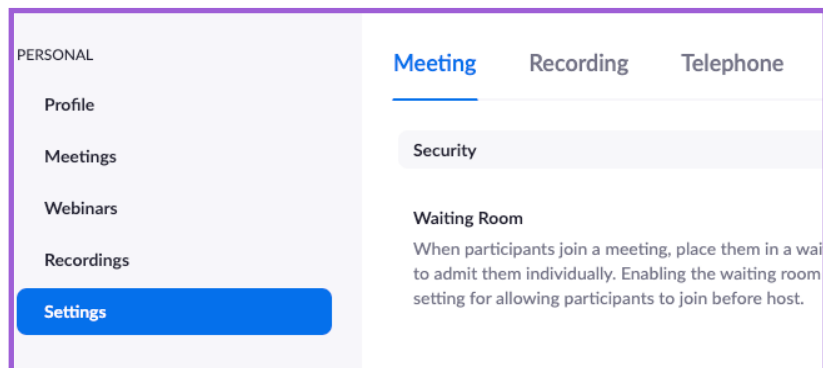 PERSONAL
Profile
Meetings
Webinars
Recordings
Settings
Meeting Recording Telephone
Security
Waiting Room
When participants join a meeting, place them in a wai
to admit them individually. Enabling the waiting room
setting for allowing participants to join before host.